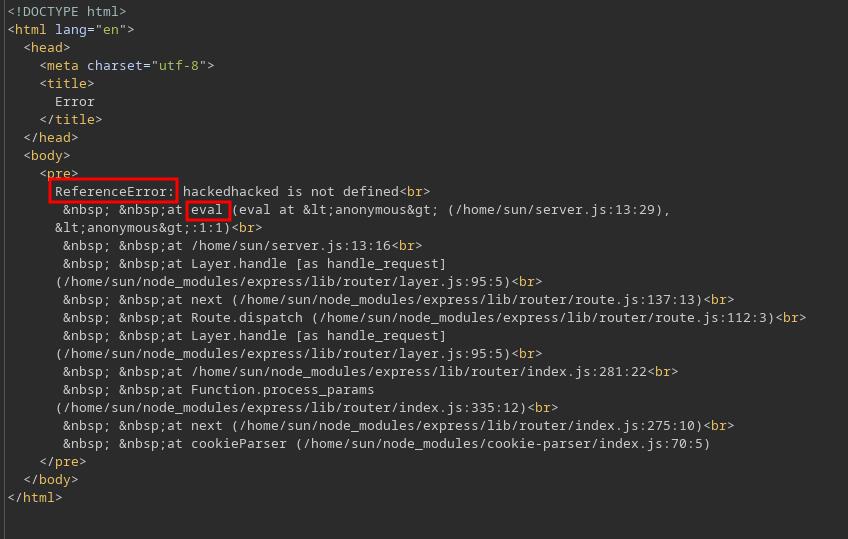 <!DOCTYPE html>
<html lang="en">
<head>
<meta charset="utf-8">
<title>
Error
</title>
</head>
<body>
<pre>
ReferenceError: hackedhacked is not defined<br>
&nbsp; &nbsp;at eval (eval at &lt;anonymous&gt; (/home/sun/server.js:13:29),
&lt;anonymous&gt;:1:1)<br>
&nbsp; &nbsp;at /home/sun/server.js:13:16<br>
&nbsp; &nbsp;at Layer.handle [as handle_request]
(/home/sun/node_modules/express/lib/router/layer.js:95:5)<br>
&nbsp; &nbsp;at next (/home/sun/node_modules/express/lib/router/route.js:137:13)<br>
&nbsp; &nbsp;at Route.dispatch (/home/sun/node_modules/express/lib/router/route.js:112:3)<br>
&nbsp; &nbsp;at Layer.handle [as handle_request]
(/home/sun/node_modules/express/lib/router/layer.js:95:5)<br>
&nbsp; &nbsp;at /home/sun/node_modules/express/lib/router/index.js:281:22<br>
&nbsp; &nbsp;at Function.process_params
(/home/sun/node_modules/express/lib/router/index.js:335:12)<br>
&nbsp; &nbsp;at next (/home/sun/node_modules/express/lib/router/index.js:275:10)<br>
&nbsp; &nbsp;at cookieParser (/home/sun/node_modules/cookie-parser/index.js:70:5)
</pre>
</body>
</html>